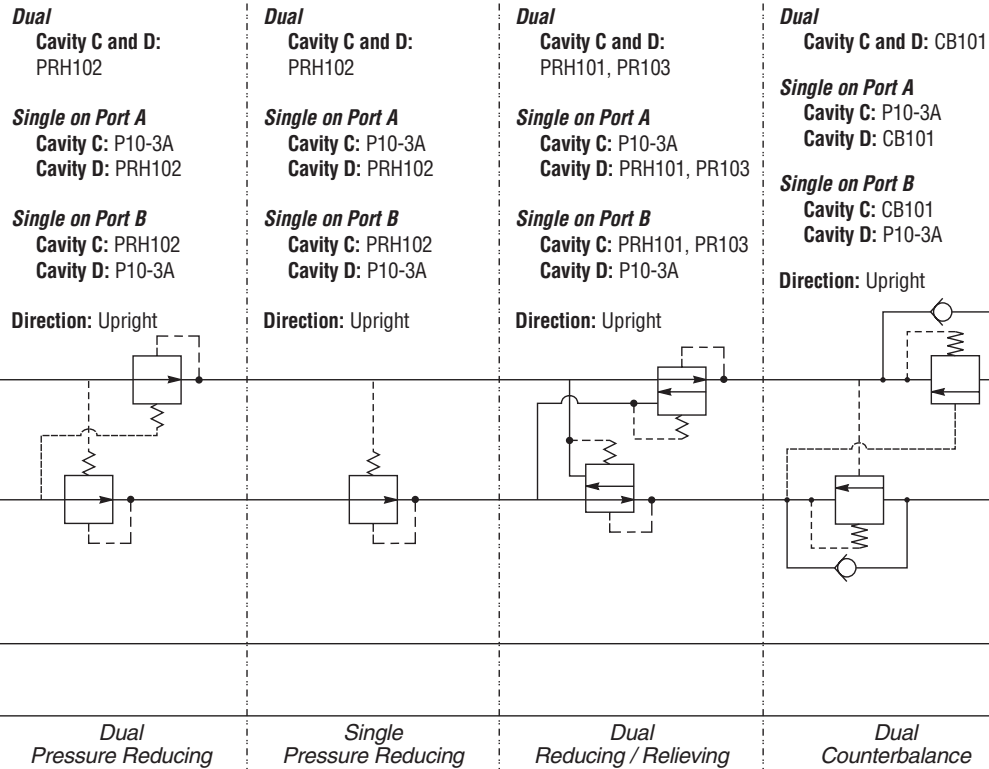 Dual
Cavity C and D:
PRH102
Single on Port A
Cavity C: P10-3A
Cavity D: PRH102
Single on Port B
Cavity C: PRH102
Cavity D: P10-3A
Direction: Upright
Dual
Pressure Reducing
Dual
Cavity C and D:
PRH102
Single on Port A
Cavity C: P10-3A
Cavity D: PRH102
Single on Port B
Cavity C: PRH102
Cavity D: P10-3A
Direction: Upright
Single
Pressure Reducing
Dual
Cavity C and D:
PRH101, PR103
Single on Port A
Cavity C: P10-3A
Cavity D: PRH101, PR103
Single on Port B
Cavity C: PRH101, PR103
Cavity D: P10-3A
Direction: Upright
Dual
Reducing / Relieving
Dual
Cavity C and D: CB101
Single on Port A
Cavity C: P10-3A
Cavity D: CB101
Single on Port B
Cavity C: CB101
Cavity D: P10-3A
Direction: Upright
Dual
Counterbalance